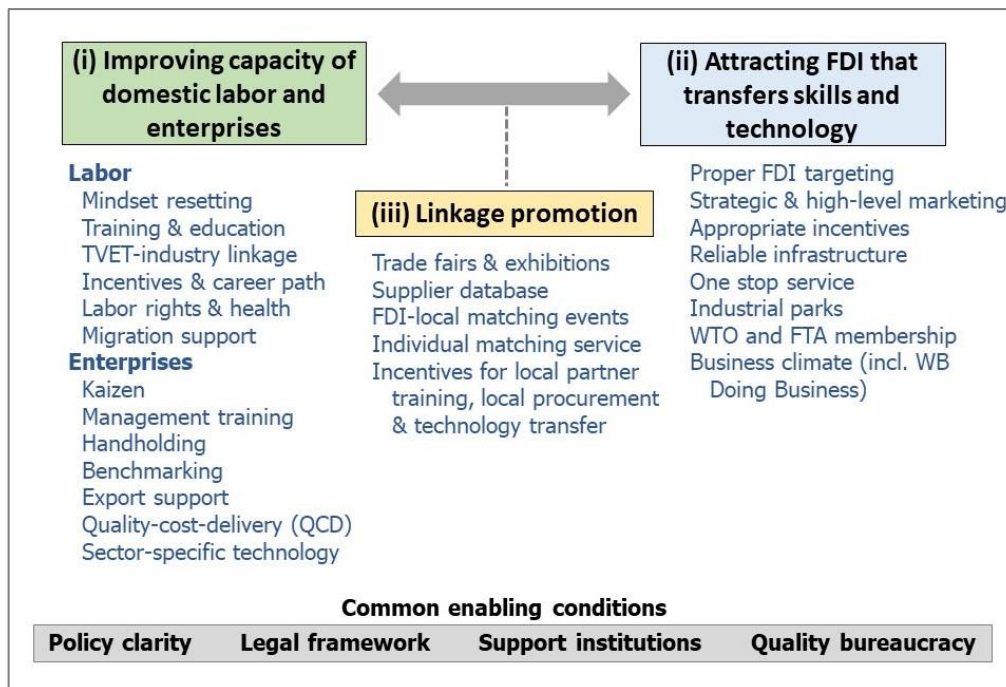 (i) Improving capacity of
domestic labor and
enterprises
(ii) Attracting FDI that
transfers skills and
technology
Labor
Mindset resetting
Training & education
TVET-industry linkage
Incentives & career path
Labor rights & health
Migration support
Enterprises
Kaizen
Management training
Handholding
Benchmarking
Export support
Quality-cost-delivery (QCD)
Sector-specific technology
(iii) Linkage promotion
Trade fairs & exhibitions
Supplier database
FDI-local matching events
Individual matching service
Incentives for local partner
training, local procurement
& technology transfer
Proper FDI targeting
Strategic & high-level marketing
Appropriate incentives
Reliable infrastructure
One stop service
Industrial parks
WTO and FTA membership
Business climate (incl. WB
Doing Business)
Common enabling conditions
Policy clarity Legal framework Support institutions Quality bureaucracy